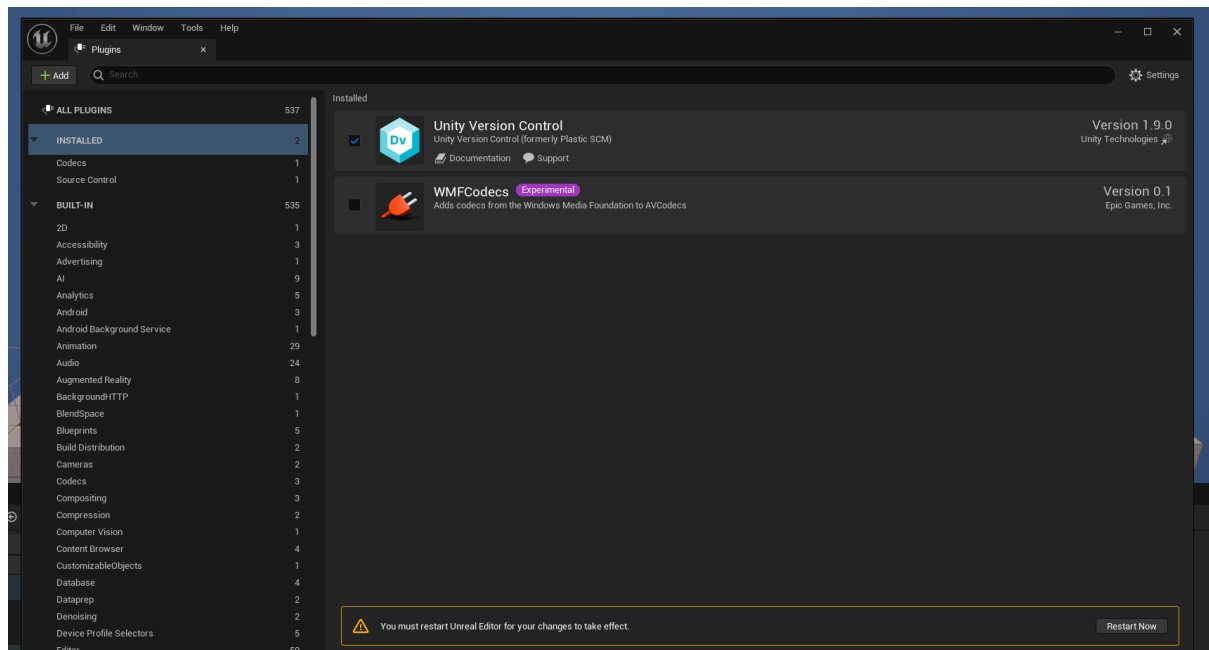 File Edit Window Tools Help
Plugins ×
+ Add Search Settings
ALL PLUGINS 537
INSTALLED 2
Codecs 1
Source Control 1
BUILT-IN 535
2D 1
Accessibility 3
Advertising 1
AI 9
Analytics 5
Android 3
Android Background Service 1
Animation 29
Audio 24
Augmented Reality 8
BackgroundHTTP 1
BlendSpace 1
Blueprints 5
Build Distribution 2
Cameras 2
Codecs 3
Compositing 3
Compression 2
Computer Vision 1
Content Browser 4
CustomizableObjects 1
Database 4
Dataprep 2
Denoising 2
Device Profile Selectors 5
Editor 50
Installed
Dv
Unity Version Control Version 1.9.0
Unity Version Control (formerly Plastic SCM) Unity Technologies
Documentation Support
WMFCodecs Experimental Version 0.1
Adds codecs from the Windows Media Foundation to AVCodecs Epic Games, Inc.
You must restart Unreal Editor for your changes to take effect. Restart Now